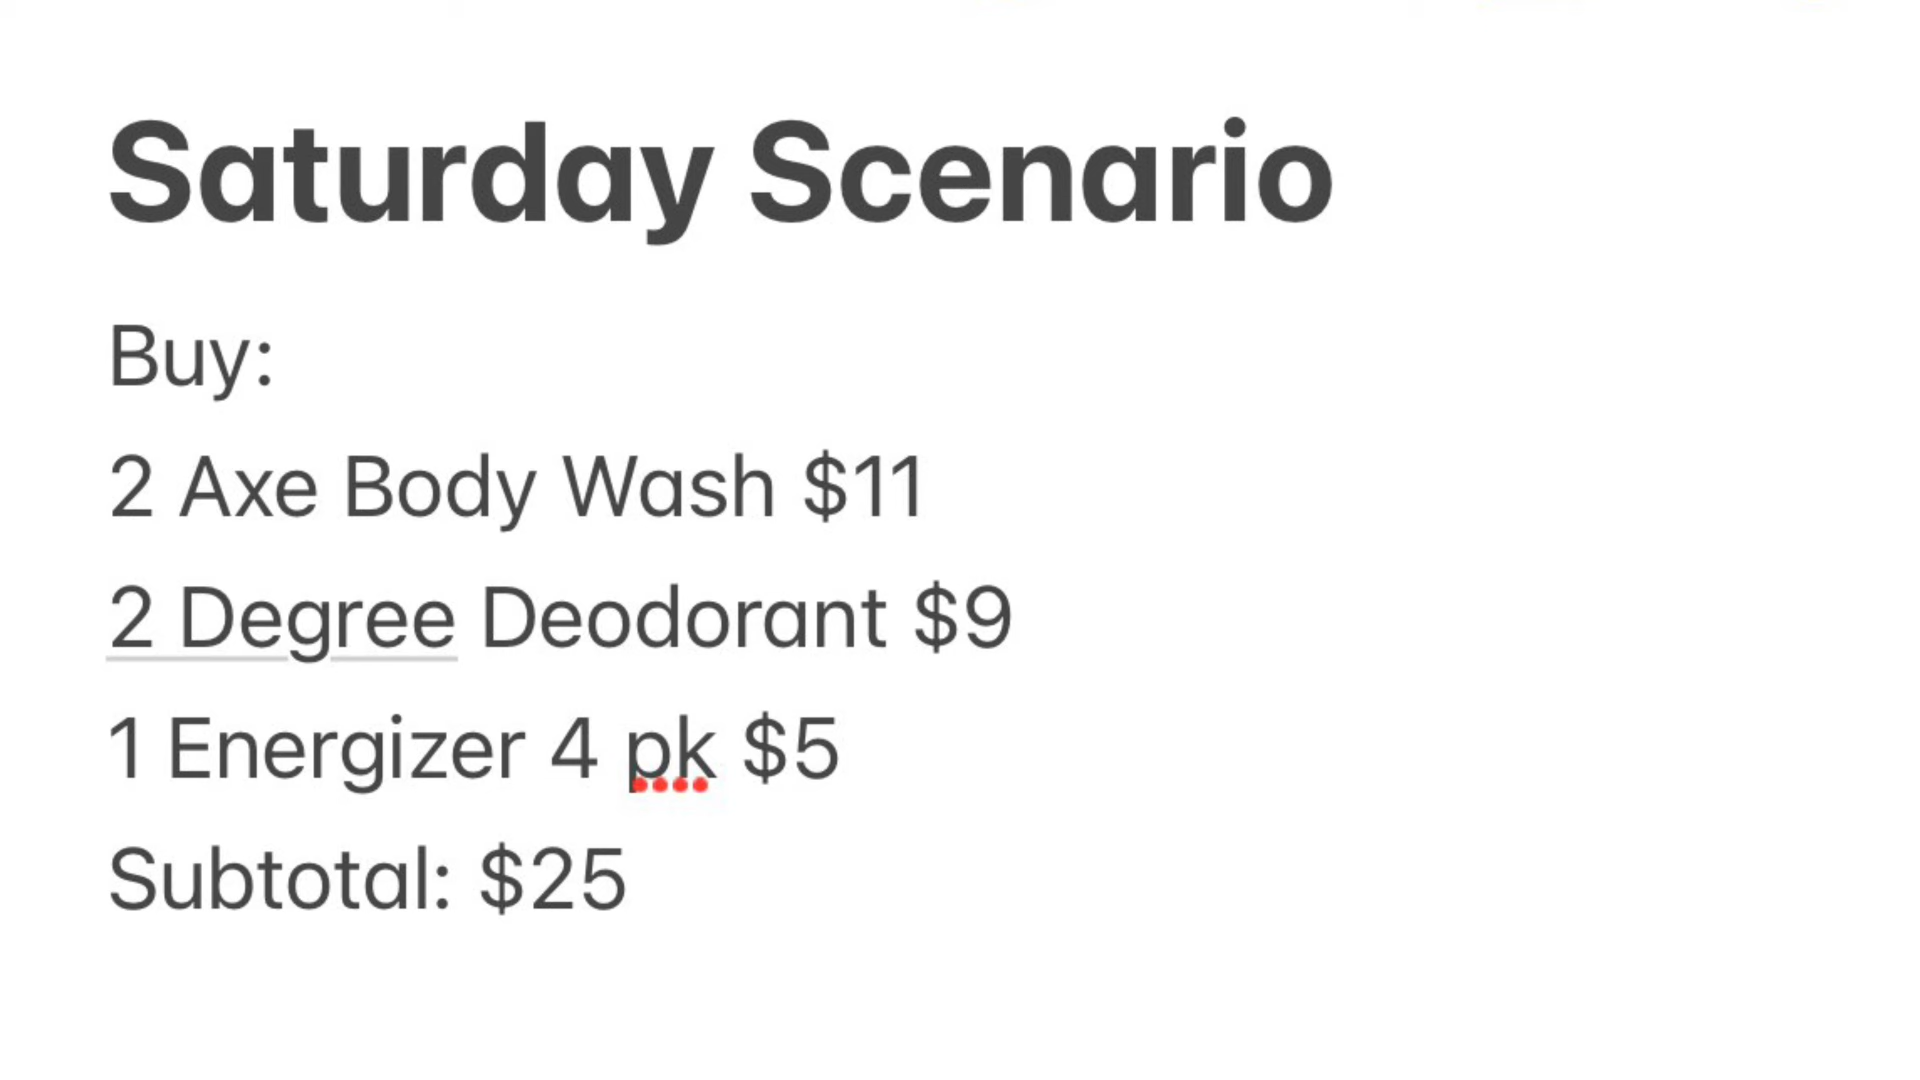 Saturday Scenario
Buy:
2 Axe Body Wash $11
2 Degree Deodorant $9
1 Energizer 4 pk $5
Subtotal: $25